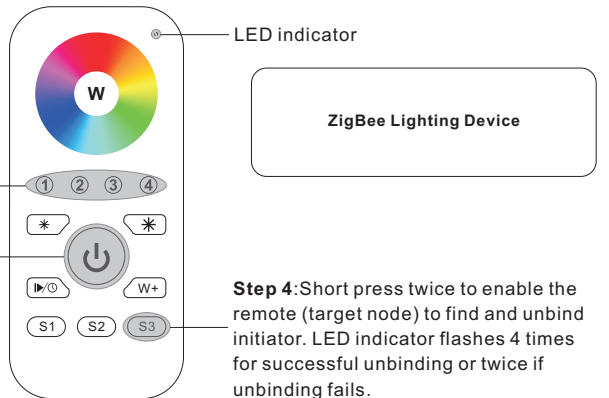 LED indicator
W
ZigBee Lighting Device
1 2 3 4
W+
S1 S2 S3
Step 4:Short press twice to enable the
remote (target node) to find and unbind
initiator. LED indicator flashes 4 times
for successful unbinding or twice if
unbinding fails.